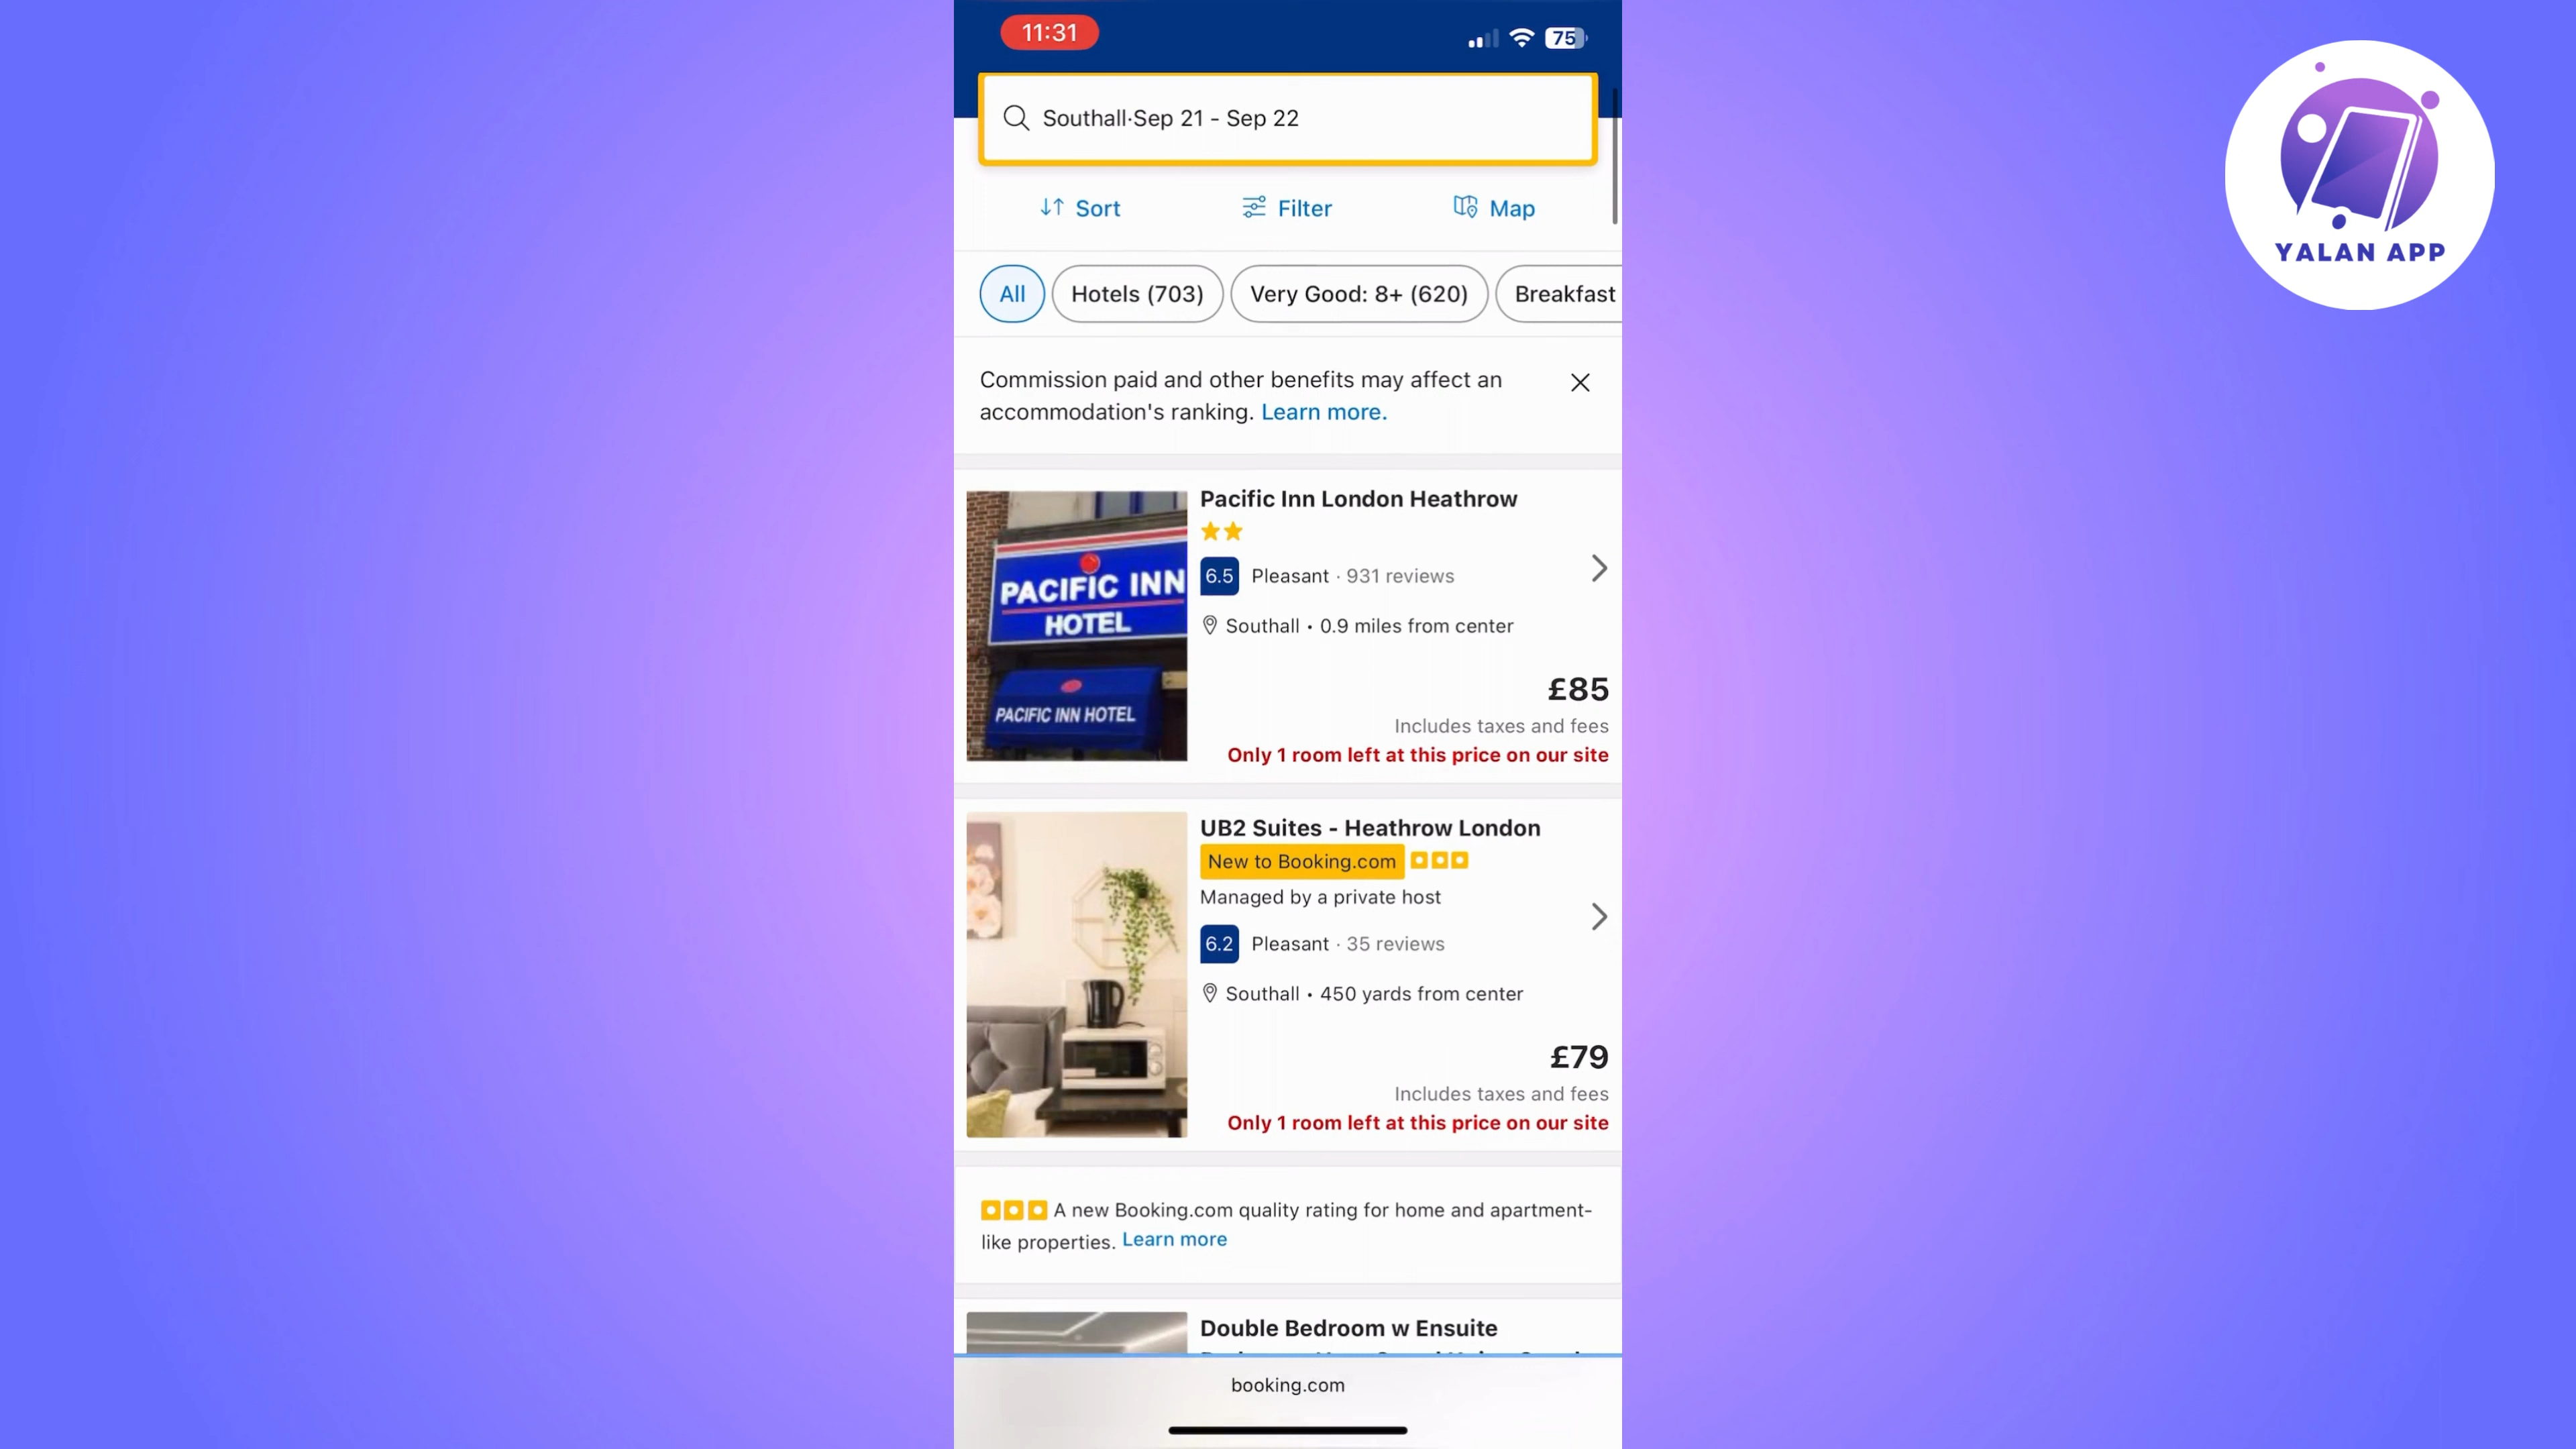 11:31
75
YALAN APP
Southall·Sep 21 - Sep 22
Sort
Filter
Map
All
Hotels (703)
Very Good: 8+ (620)
Breakfast
Commission paid and other benefits may affect an
accommodation's ranking. Learn more.
PACIFIC INN
HOTEL
PACIFIC INN HOTEL
Pacific Inn London Heathrow
6.5 Pleasant · 931 reviews
Southall • 0.9 miles from center
£85
Includes taxes and fees
Only 1 room left at this price on our site
UB2 Suites - Heathrow London
New to Booking.com
Managed by a private host
6.2 Pleasant · 35 reviews
Southall • 450 yards from center
£79
Includes taxes and fees
Only 1 room left at this price on our site
A new Booking.com quality rating for home and apartment-
like properties. Learn more
Double Bedroom w Ensuite
booking.com